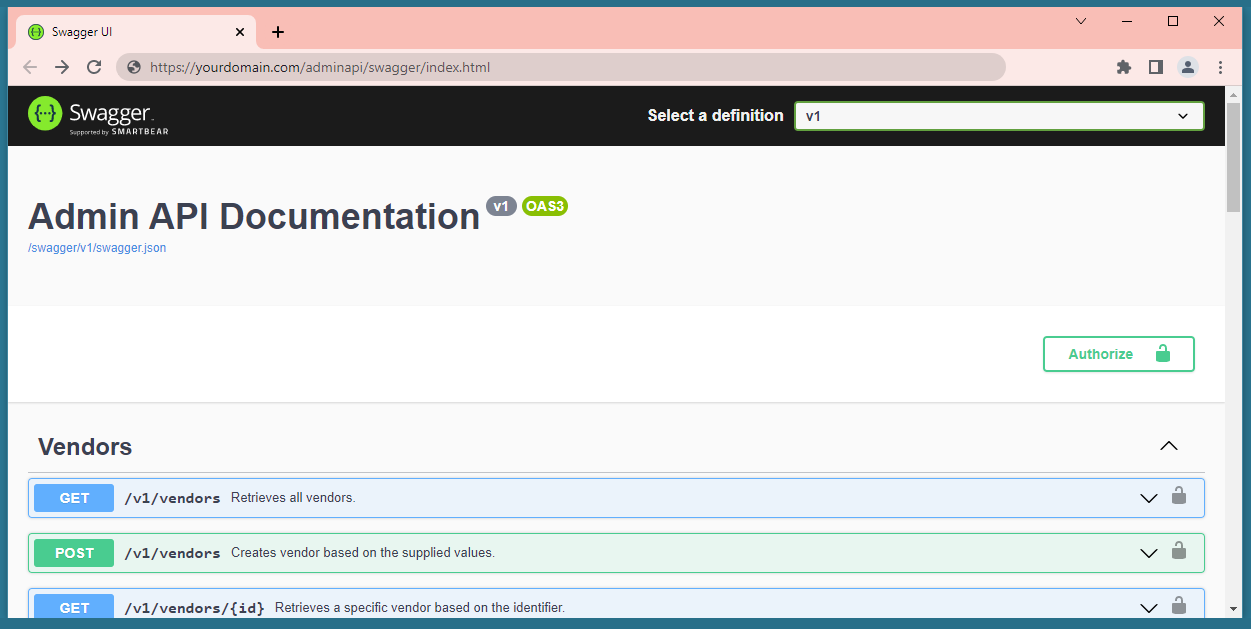 Swagger UI
https://yourdomain.com/adminapi/swagger/index.html
Swagger
Supported by SMARTBEAR
Select a definition
v1
Admin API Documentation v1 OAS3
/swagger/v1/swagger.json
Authorize
Vendors
GET /v1/vendors Retrieves all vendors.
POST /v1/vendors Creates vendor based on the supplied values.
GET /v1/vendors/{id} Retrieves a specific vendor based on the identifier.